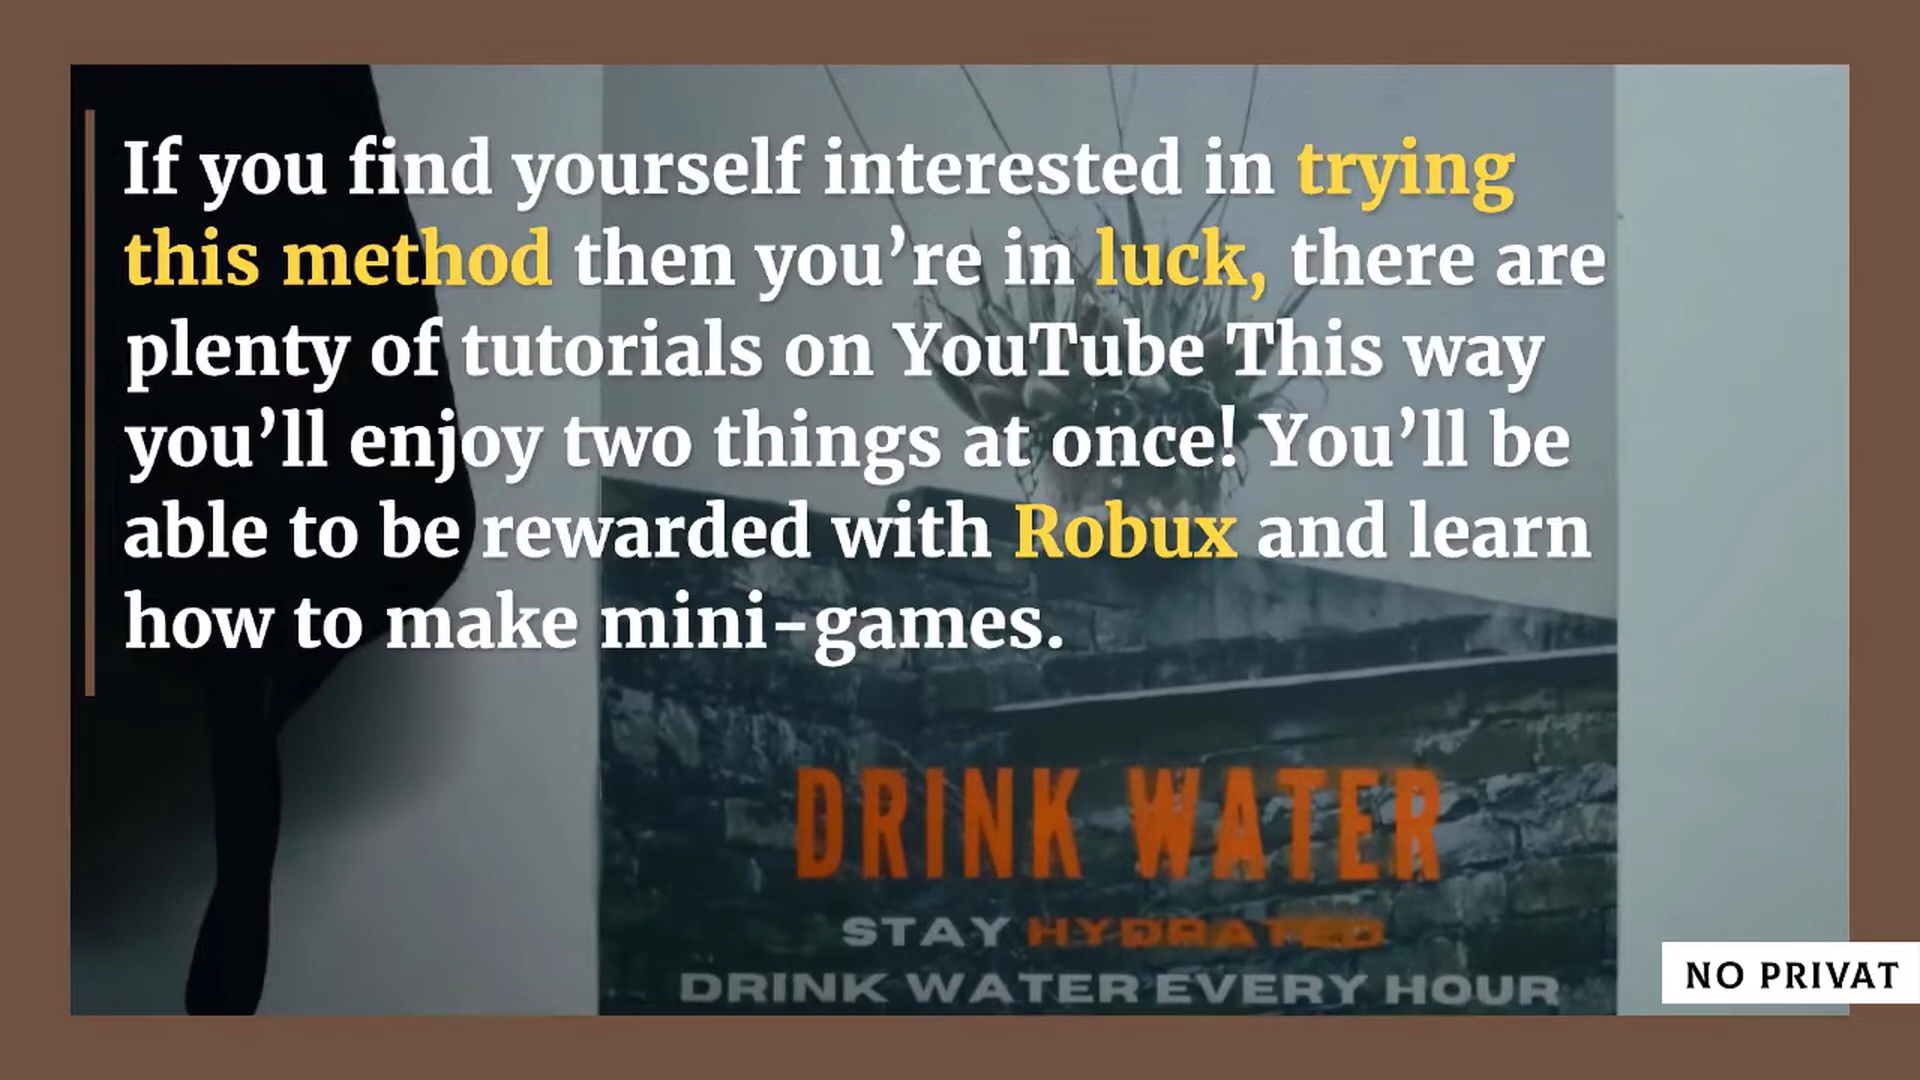 If you find yourself interested in trying
this method then you’re in luck, there are
plenty of tutorials on YouTube This way
you’ll enjoy two things at once! You’ll be
able to be rewarded with Robux and learn
how to make mini-games.
DRINK WATER
STAY HYDRATED
DRINK WATER EVERY HOUR
NO PRIVAT